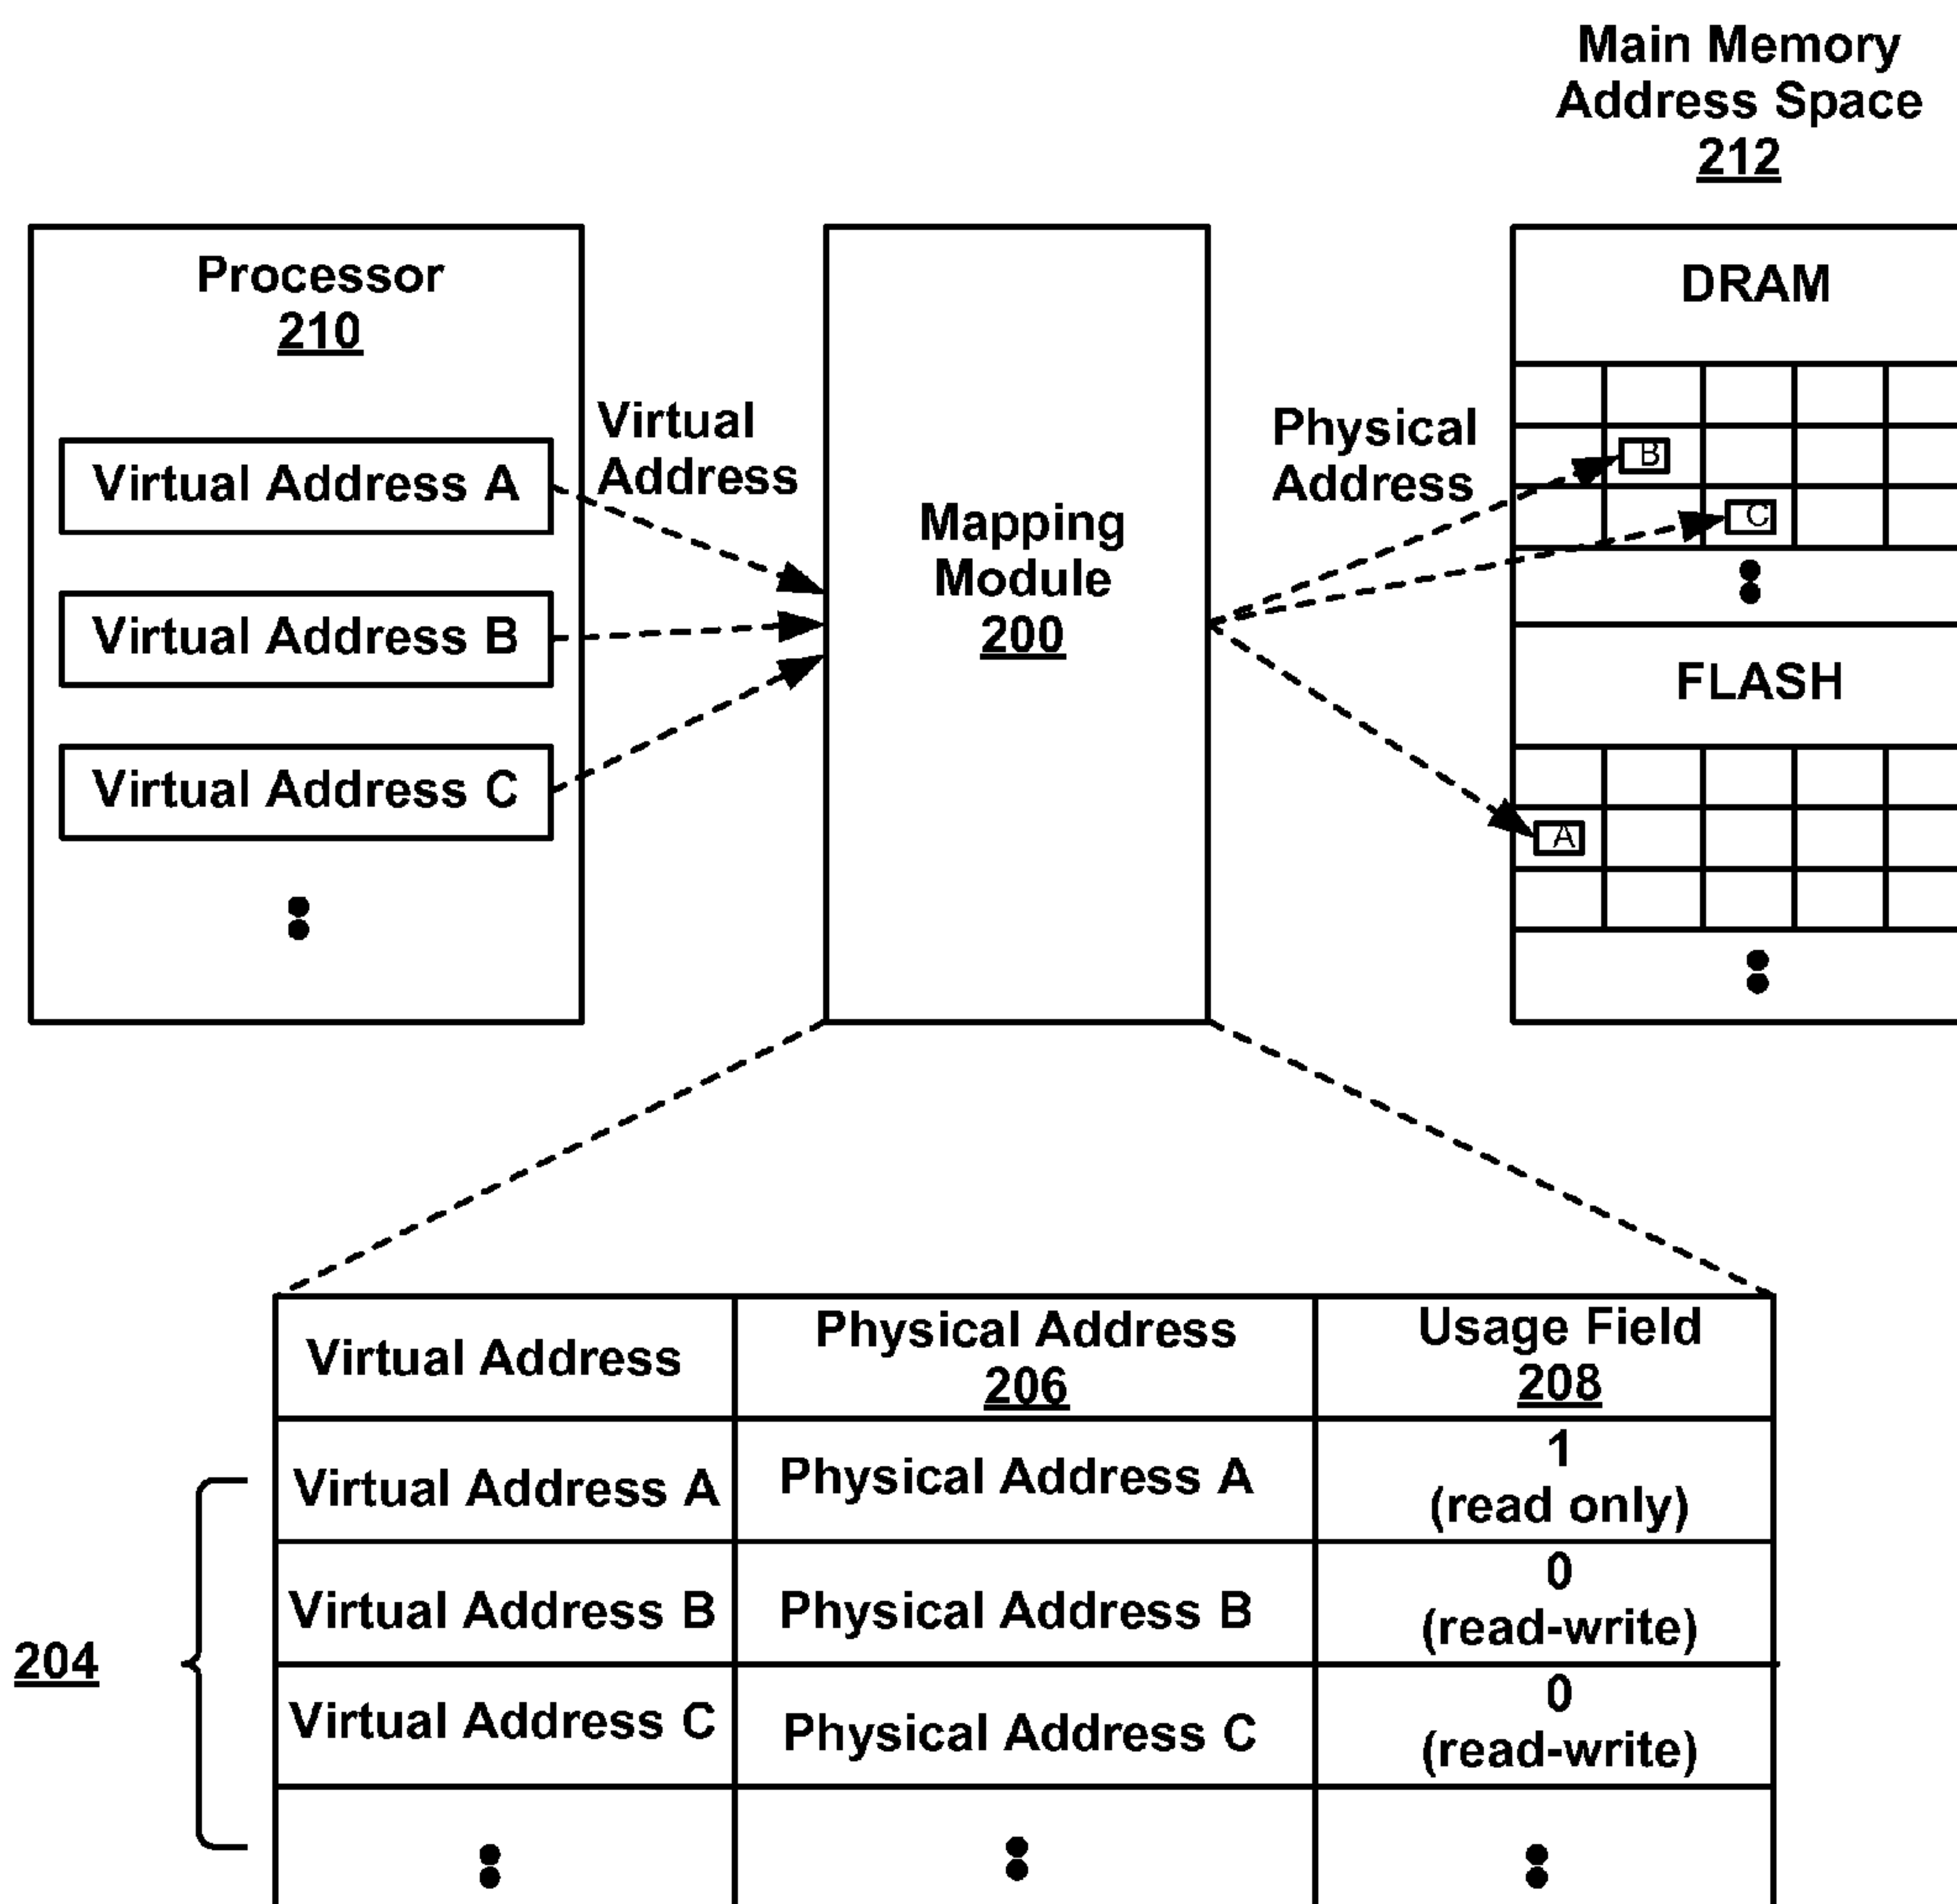 Main Memory
Address Space
212
Processor
210
Virtual Address A
Virtual Address B
Virtual Address C
Virtual
Address
Mapping
Module
200
Physical
Address
DRAM
B
C
FLASH
A
Virtual Address
Physical Address
206
Usage Field
208
Virtual Address A
Physical Address A
1
(read only)
Virtual Address B
Physical Address B
0
(read-write)
Virtual Address C
Physical Address C
0
(read-write)
204